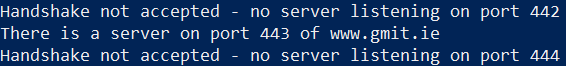 Handshake not accepted - no server listening on port 442
There is a server on port 443 of www.gmit.ie
Handshake not accepted - no server listening on port 444